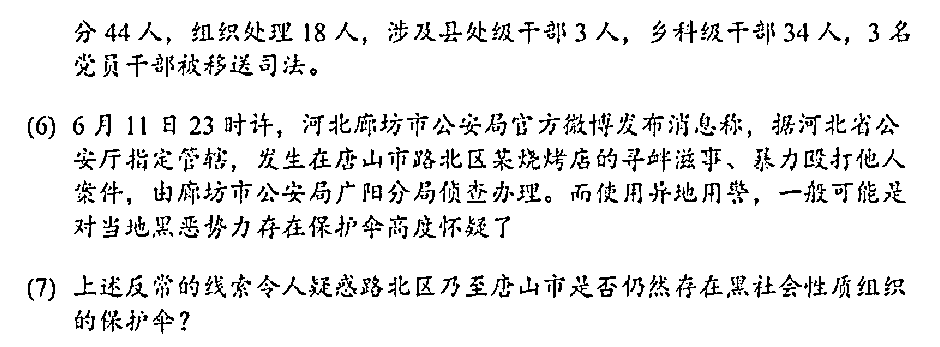 分 44 人，组织处理 18 人，涉及县处级干部 3 人，乡科级干部 34 人，3 名
党员干部被移送司法。
(6) 6 月 11 日 23 时许，河北廊坊市公安局官方微博发布消息称，据河北省公
安厅指定管辖，发生在唐山市路北区某烧烤店的寻衅滋事、暴力殴打他人
案件，由廊坊市公安局广阳分局侦查办理。而使用异地用警，一般可能是
对当地黑恶势力存在保护伞高度怀疑了
(7) 上述反常的线索令人疑惑路北区乃至唐山市是否仍然存在黑社会性质组织
的保护伞？